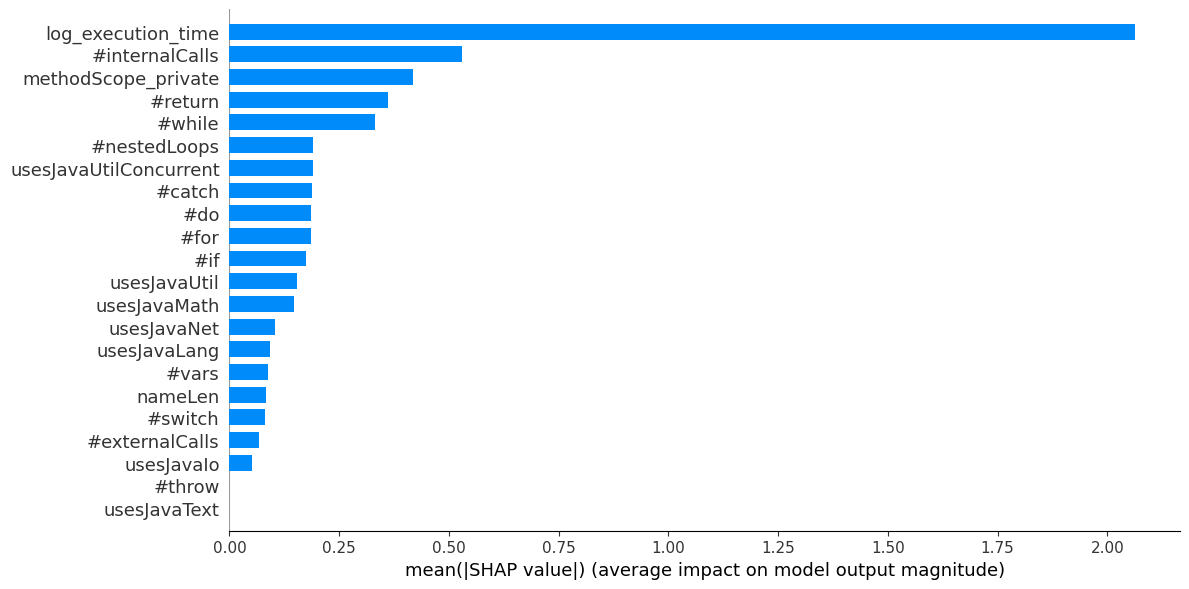 log_execution_time
#internalCalls
methodScope_private
#return
#while
#nestedLoops
usesJavaUtilConcurrent
#catch
#do
#for
#if
usesJavaUtil
usesJavaMath
usesJavaNet
usesJavaLang
#vars
nameLen
#switch
#externalCalls
usesJavaIo
#throw
usesJavaText
0.00 0.25 0.50 0.75 1.00 1.25 1.50 1.75 2.00
mean(|SHAP value|) (average impact on model output magnitude)